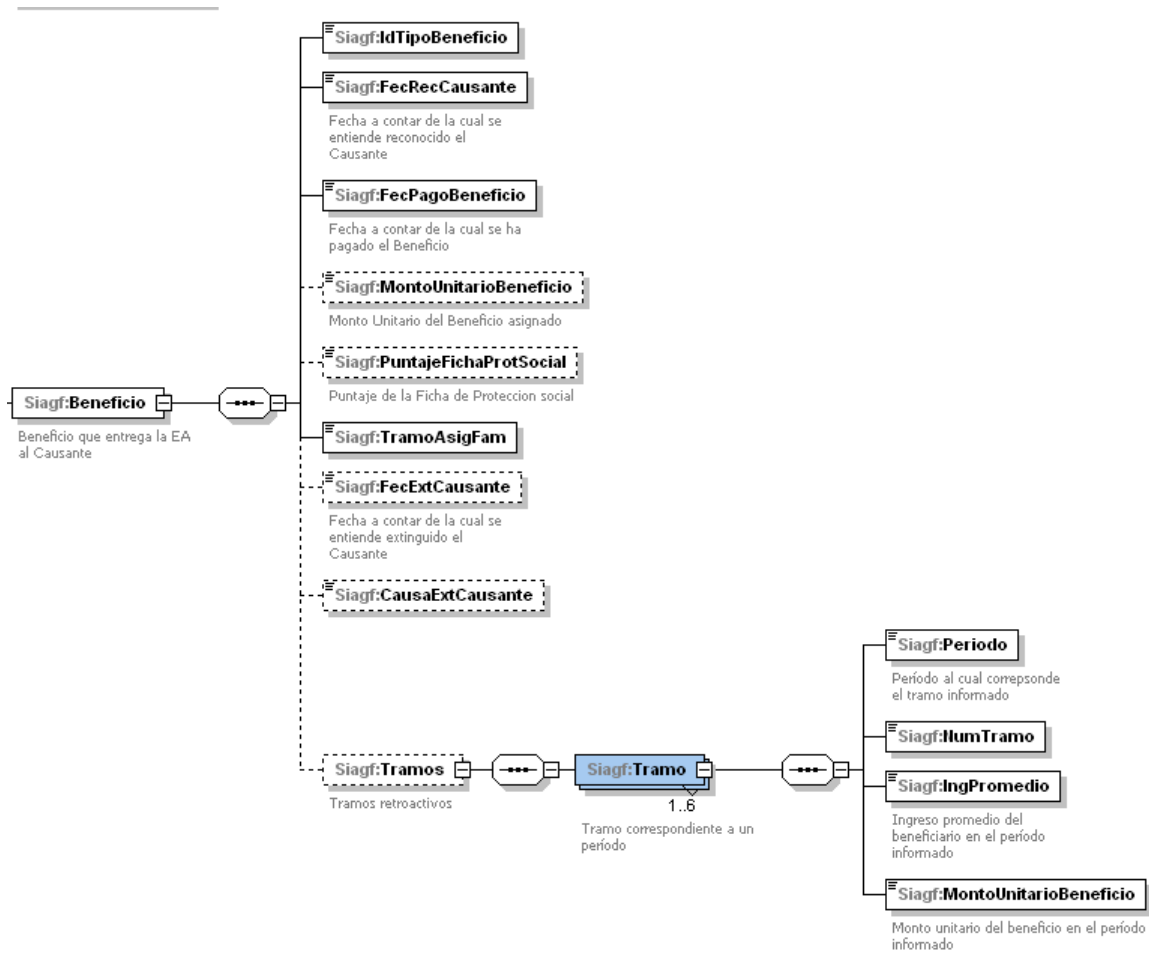 Siagf:IdTipoBeneficio
Siagf:FecRecCausante
Fecha a contar de la cual se
entiende reconocido el
Causante
Siagf:FecPagoBeneficio
Fecha a contar de la cual se ha
pagado el Beneficio
Siagf:MontoUnitarioBeneficio
Monto Unitario del Beneficio asignado
Siagf:PuntajeFichaProtSocial
Puntaje de la Ficha de Proteccion social
Siagf:Beneficio
Beneficio que entrega la EA
al Causante
Siagf:TramoAsigFam
Siagf:FecExtCausante
Fecha a contar de la cual se
entiende extinguido el
Causante
Siagf:CausaExtCausante
Siagf:Tramos
Tramos retroactivos
Siagf:Tramo
1..6
Tramo correspondiente a un
período
Siagf:Periodo
Período al cual correpsonde
el tramo informado
Siagf:NumTramo
Siagf:IngPromedio
Ingreso promedio del
beneficiario en el período
informado
Siagf:MontoUnitarioBeneficio
Monto unitario del beneficio en el período
informado